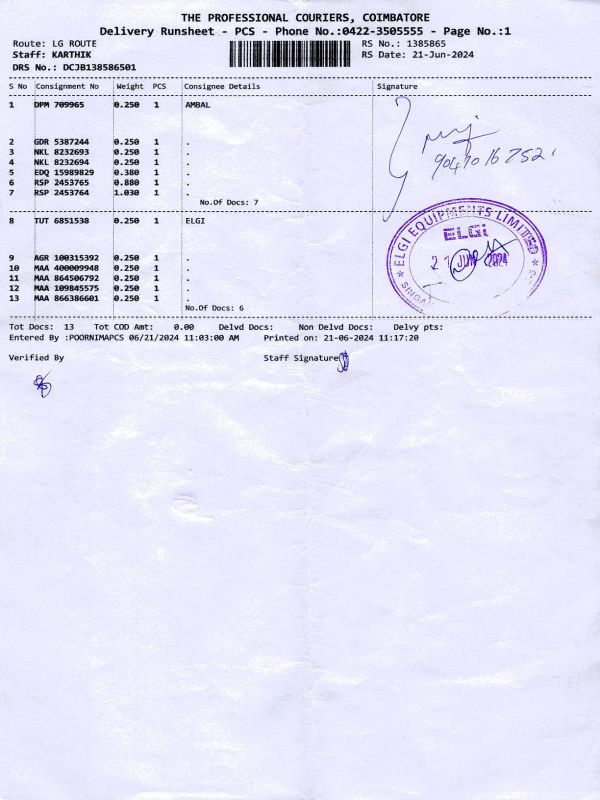 THE PROFESSIONAL COURIERS, COIMBATORE
Delivery Runsheet - PCS - Phone No.:0422-3505555 - Page No.:1
Route: LG ROUTE RS No.: 1385865
Staff: KARTHIK RS Date: 21-Jun-2024
DRS No.: DCJB138586501
S No Consignment No Weight PCS Consignee Details Signature
1 DPM 709965 0.250 1 AMBAL
2 GDR 5387244 0.250 1 .
3 NKL 8232693 0.250 1 .
4 NKL 8232694 0.250 1 .
5 EDQ 15989829 0.380 1 .
6 RSP 2453765 0.880 1 .
7 RSP 2453764 1.030 1 .
No.Of Docs: 7
8 TUT 6851538 0.250 1 ELGI
9 AGR 100315392 0.250 1 .
10 MAA 400009948 0.250 1 .
11 MAA 864506792 0.250 1 .
12 MAA 109845575 0.250 1 .
13 MAA 866386601 0.250 1 .
No.Of Docs: 6
ELGI EQUIPMENTS LIMITED
ELGi
JUN 2024
Tot Docs: 13 Tot COD Amt: 0.00 Delvd Docs: Non Delvd Docs: Delvy pts:
Entered By :POORNIMAPCS 06/21/2024 11:03:00 AM Printed on: 21-06-2024 11:17:20
Verified By Staff Signature